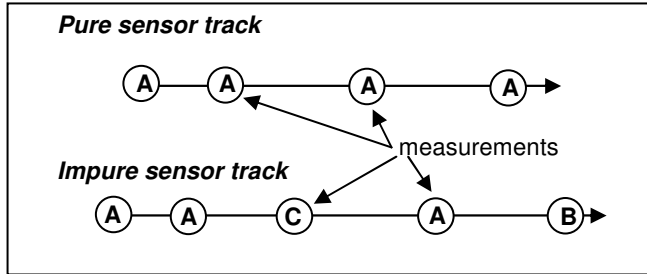 Pure sensor track
A A A A
measurements
Impure sensor track
A A C A B